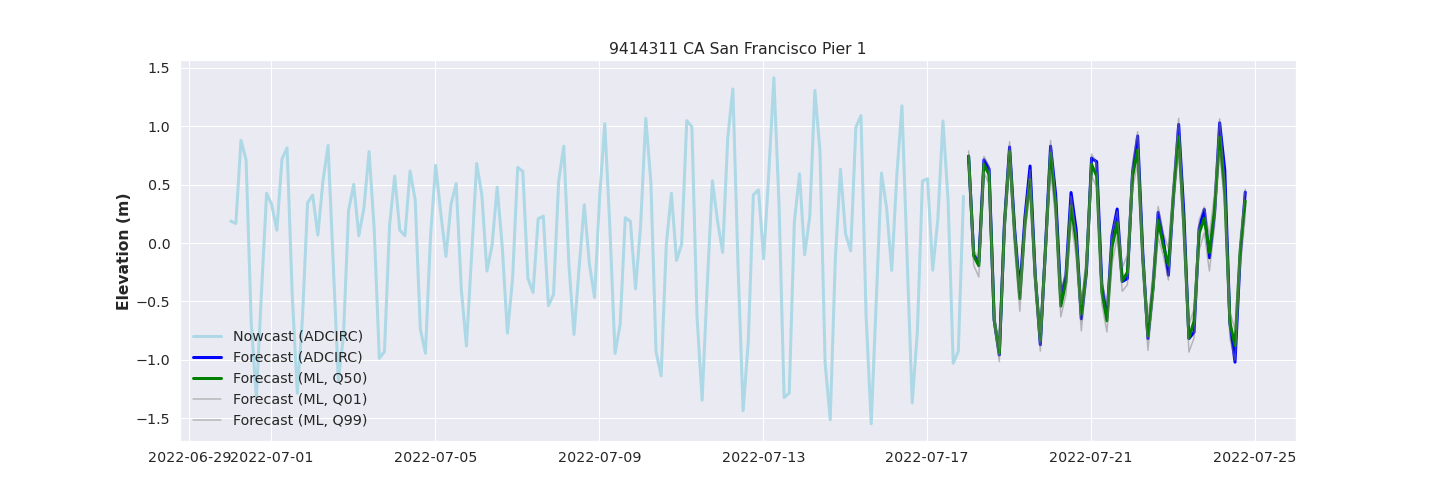 9414311 CA San Francisco Pier 1
Elevation (m)
1.5
1.0
0.5
0.0
−0.5
−1.0
−1.5
Nowcast (ADCIRC)
Forecast (ADCIRC)
Forecast (ML, Q50)
Forecast (ML, Q01)
Forecast (ML, Q99)
2022-06-29 2022-07-01 2022-07-05 2022-07-09 2022-07-13 2022-07-17 2022-07-21 2022-07-25